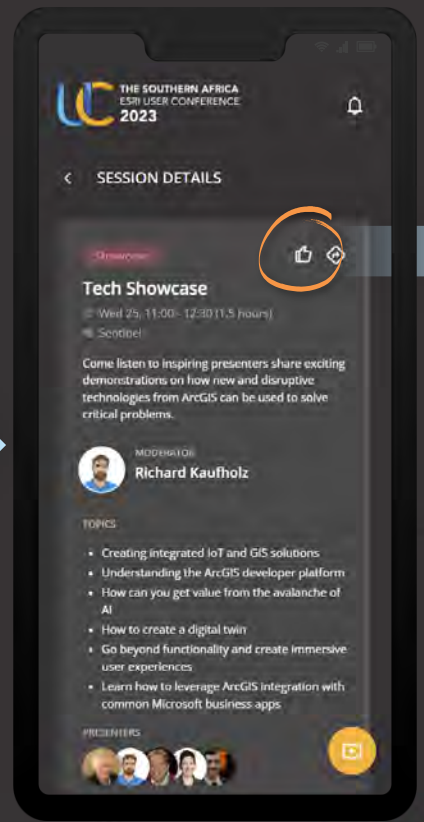 UC
THE SOUTHERN AFRICA
ESRI USER CONFERENCE
2023
SESSION DETAILS
Showcase
Tech Showcase
Wed 25, 11:00 - 12:30 (1.5 hours)
Sentinel
Come listen to inspiring presenters share exciting
demonstrations on how new and disruptive
technologies from ArcGIS can be used to solve
critical problems.
MODERATOR
Richard Kaufholz
TOPICS
• Creating integrated IoT and GIS solutions
• Understanding the ArcGIS developer platform
• How can you get value from the avalanche of
AI
• How to create a digital twin
• Go beyond functionality and create immersive
user experiences
• Learn how to leverage ArcGIS integration with
common Microsoft business apps
PRESENTERS